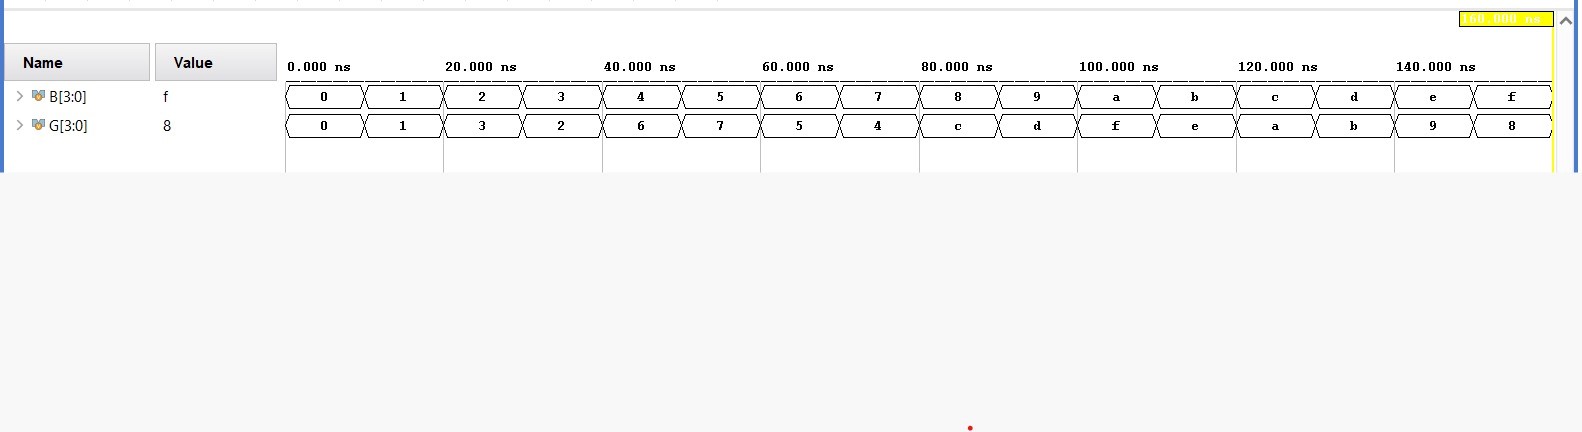 160.000 ns
Name Value 0.000 ns 20.000 ns 40.000 ns 60.000 ns 80.000 ns 100.000 ns 120.000 ns 140.000 ns
B[3:0] f 0 1 2 3 4 5 6 7 8 9 a b c d e f
G[3:0] 8 0 1 3 2 6 7 5 4 c d f e a b 9 8